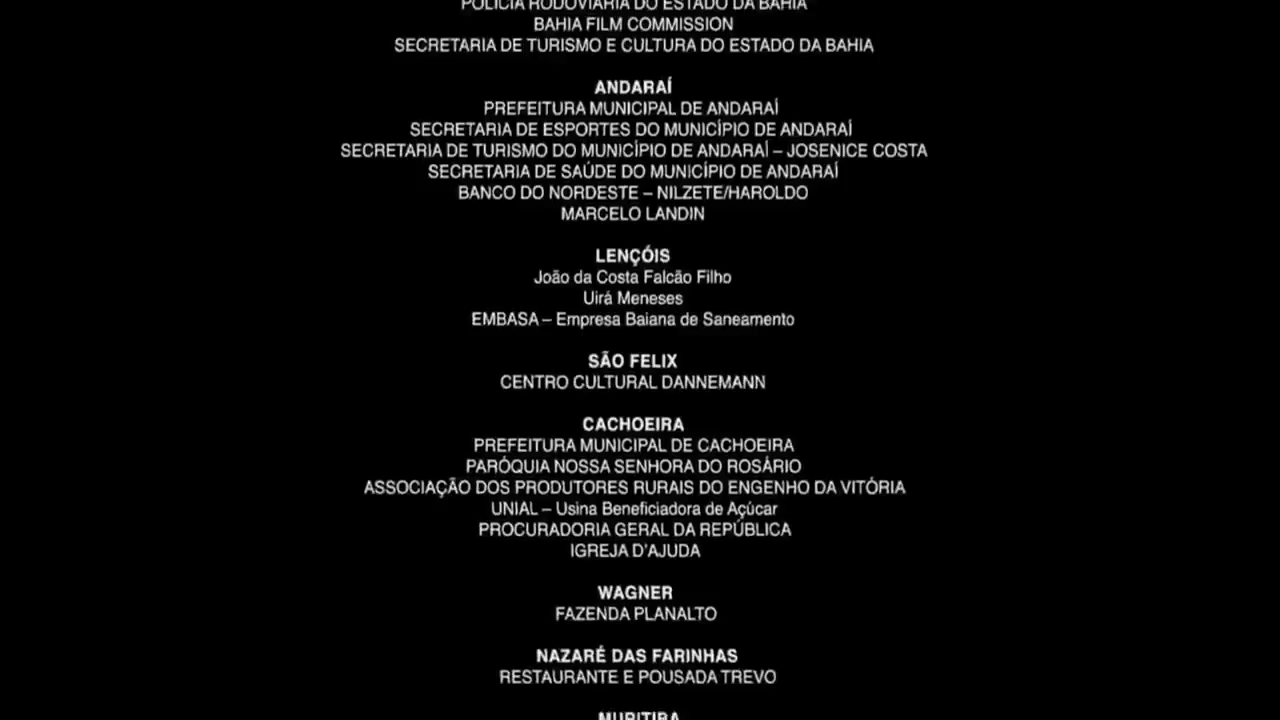 POLÍCIA RODOVIÁRIA DO ESTADO DA BAHIA
BAHIA FILM COMMISSION
SECRETARIA DE TURISMO E CULTURA DO ESTADO DA BAHIA
ANDARAÍ
PREFEITURA MUNICIPAL DE ANDARAÍ
SECRETARIA DE ESPORTES DO MUNICÍPIO DE ANDARAÍ
SECRETARIA DE TURISMO DO MUNICÍPIO DE ANDARAÍ – JOSENICE COSTA
SECRETARIA DE SAÚDE DO MUNICÍPIO DE ANDARAÍ
BANCO DO NORDESTE – NILZETE/HAROLDO
MARCELO LANDIN
LENÇÓIS
João da Costa Falcão Filho
Uirá Meneses
EMBASA – Empresa Baiana de Saneamento
SÃO FELIX
CENTRO CULTURAL DANNEMANN
CACHOEIRA
PREFEITURA MUNICIPAL DE CACHOEIRA
PARÓQUIA NOSSA SENHORA DO ROSÁRIO
ASSOCIAÇÃO DOS PRODUTORES RURAIS DO ENGENHO DA VITÓRIA
UNIAL – Usina Beneficiadora de Açúcar
PROCURADORIA GERAL DA REPÚBLICA
IGREJA D'AJUDA
WAGNER
FAZENDA PLANALTO
NAZARÉ DAS FARINHAS
RESTAURANTE E POUSADA TREVO
MURITIBA